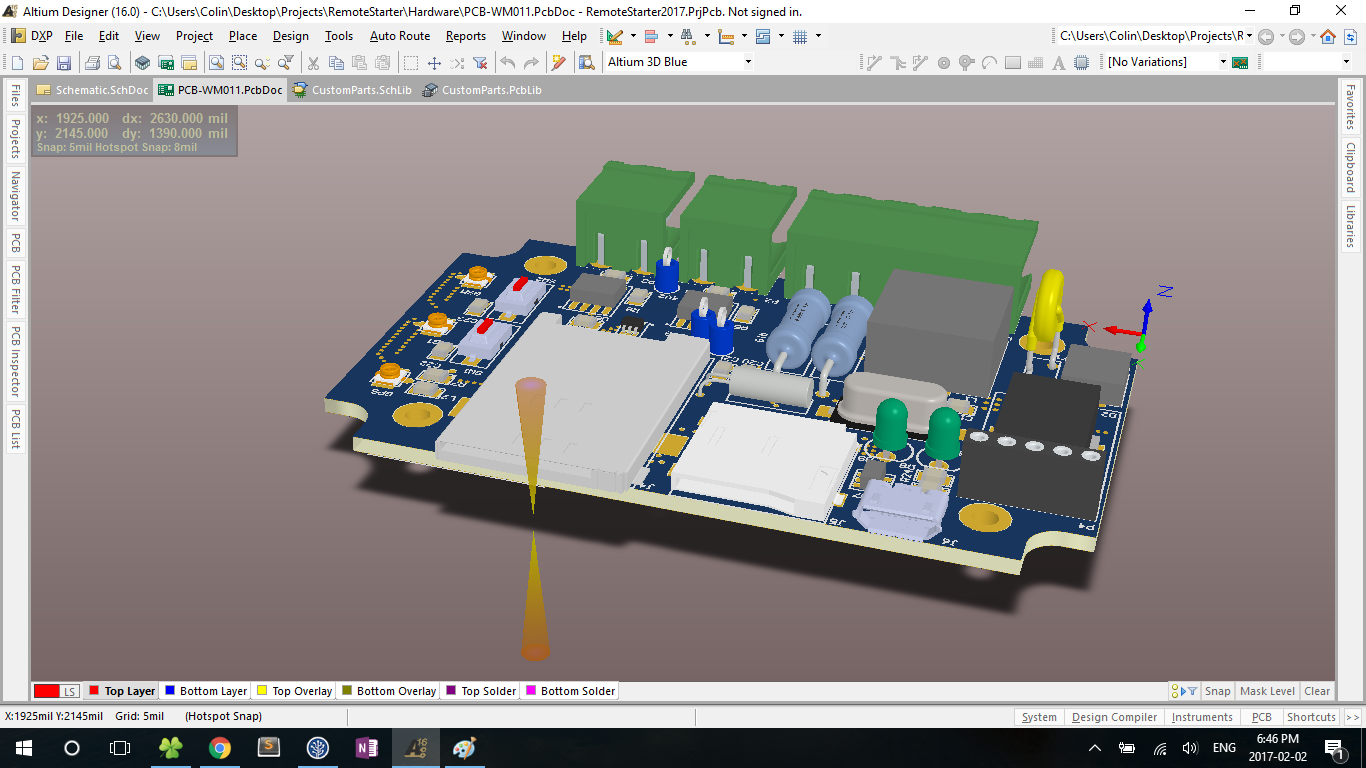 Altium Designer (16.0) - C:\Users\Colin\Desktop\Projects\RemoteStarter\Hardware\PCB-WM011.PcbDoc - RemoteStarter2017.PrjPcb. Not signed in.
DXP File Edit View Project Place Design Tools Auto Route Reports Window Help C:\Users\Colin\Desktop\Projects\R
Altium 3D Blue [No Variations]
Schematic.SchDoc PCB-WM011.PcbDoc CustomParts.SchLib CustomParts.PcbLib
x: 1925.000 dx: 2630.000 mil
y: 2145.000 dy: 1390.000 mil
Snap: 5mil Hotspot Snap: 8mil
Files
Projects
Navigator
PCB
PCB Filter
PCB Inspector
PCB List
Favorites
Clipboard
Libraries
Z
GPS
J5
J6
P4
LS Top Layer Bottom Layer Top Overlay Bottom Overlay Top Solder Bottom Solder Snap Mask Level Clear
X:1925mil Y:2145mil Grid: 5mil (Hotspot Snap) System Design Compiler Instruments PCB Shortcuts >>
ENG 6:46 PM
2017-02-02
1